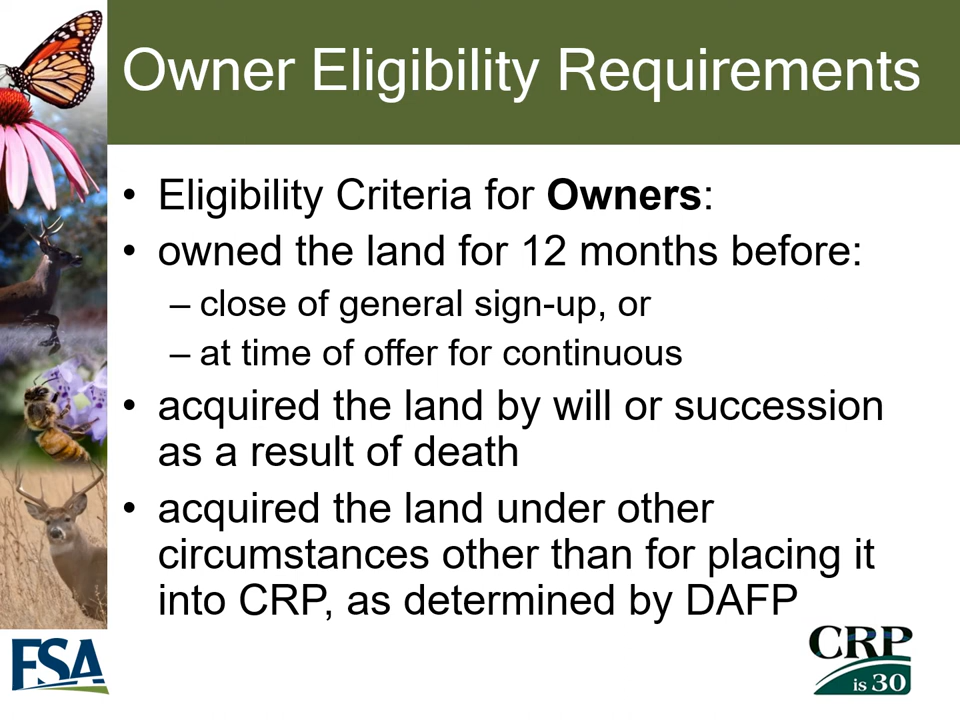 Owner Eligibility Requirements
• Eligibility Criteria for Owners:
• owned the land for 12 months before:
– close of general sign-up, or
– at time of offer for continuous
• acquired the land by will or succession
as a result of death
• acquired the land under other
circumstances other than for placing it
into CRP, as determined by DAFP
FSA
CRP
is 30